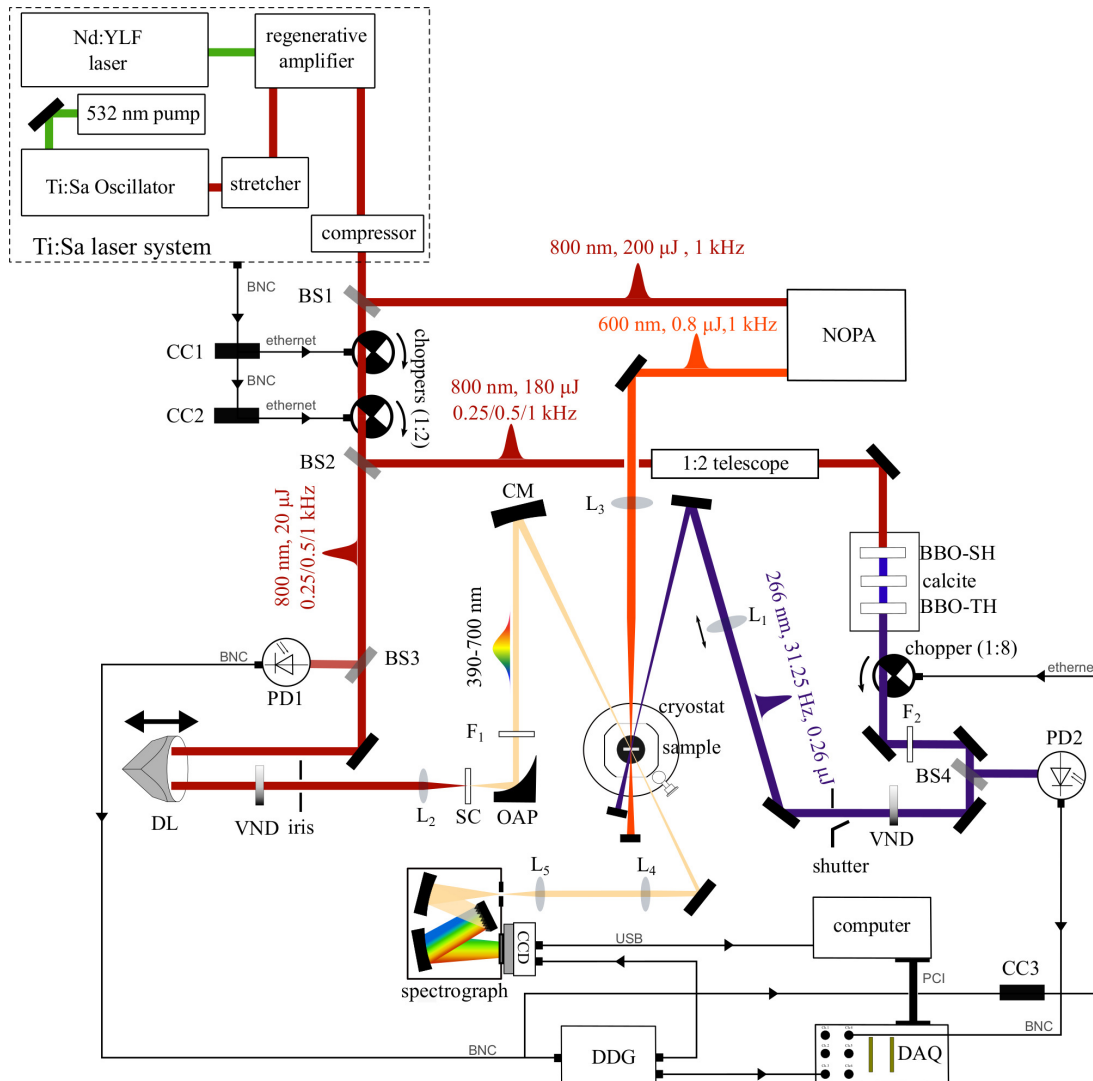 Nd:YLF
laser
regenerative
amplifier
532 nm pump
Ti:Sa Oscillator
stretcher
compressor
Ti:Sa laser system
BNC
BS1
800 nm, 200 μJ , 1 kHz
600 nm, 0.8 μJ,1 kHz
NOPA
CC1
ethernet
BNC
CC2
ethernet
choppers (1:2)
800 nm, 180 μJ
0.25/0.5/1 kHz
BS2
1:2 telescope
CM
L3
800 nm, 20 μJ
0.25/0.5/1 kHz
BBO-SH
calcite
BBO-TH
L1
266 nm, 31.25 Hz, 0.26 μJ
390-700 nm
BNC
PD1
BS3
chopper (1:8)
ethernet
F1
cryostat
sample
F2
PD2
BS4
DL
VND
iris
L2
SC
OAP
VND
shutter
L5
L4
CCD
USB
computer
spectrograph
PCI
CC3
BNC
BNC
DDG
DAQ